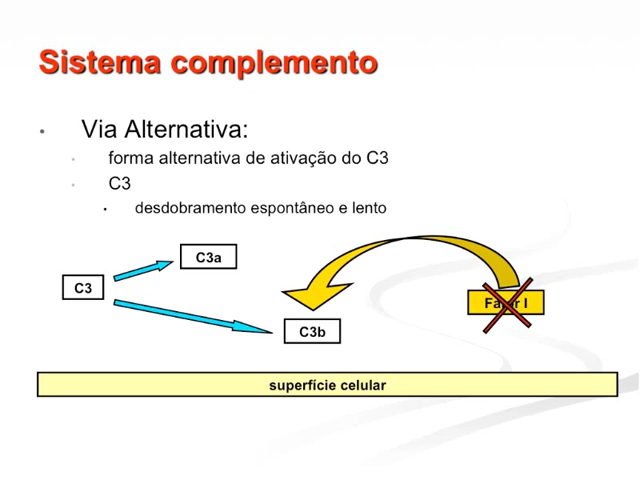 Sistema complemento
Via Alternativa:
forma alternativa de ativação do C3
C3
desdobramento espontâneo e lento
C3a
C3
Fator I
C3b
superfície celular